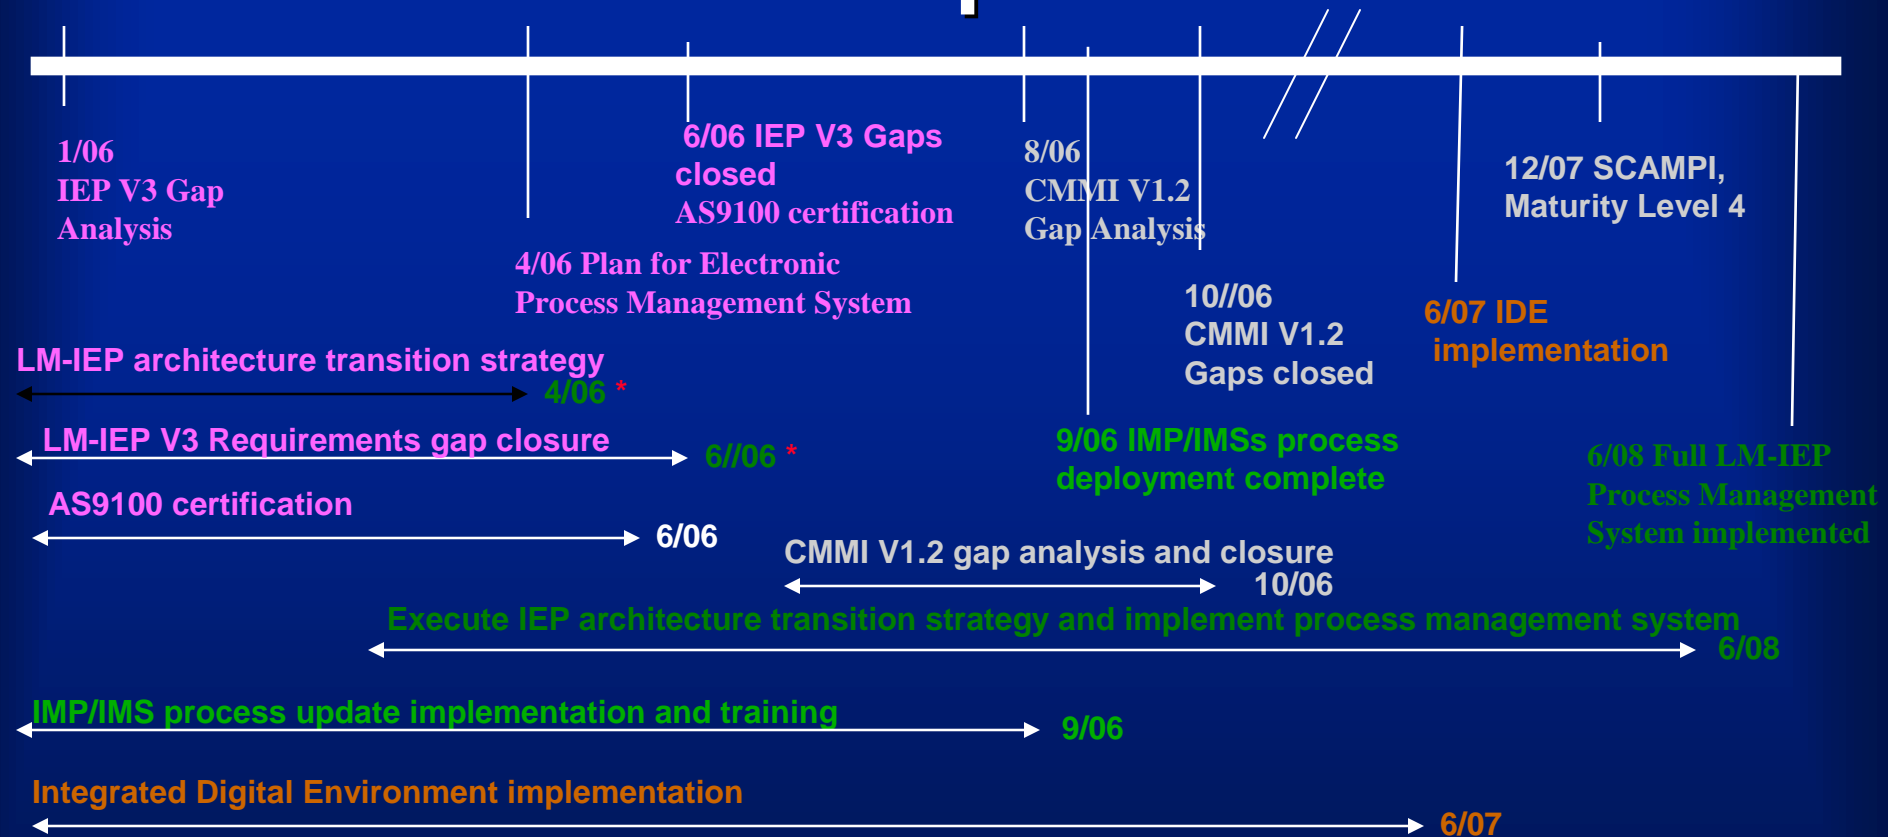 1/06
IEP V3 Gap
Analysis
6/06 IEP V3 Gaps
closed
AS9100 certification
4/06 Plan for Electronic
Process Management System
8/06
CMMI V1.2
Gap Analysis
10//06
CMMI V1.2
Gaps closed
12/07 SCAMPI,
Maturity Level 4
6/07 IDE
implementation
9/06 IMP/IMSs process
deployment complete
6/08 Full LM-IEP
Process Management
System implemented
LM-IEP architecture transition strategy
4/06 *
LM-IEP V3 Requirements gap closure
6//06 *
AS9100 certification
6/06
CMMI V1.2 gap analysis and closure
10/06
Execute IEP architecture transition strategy and implement process management system
6/08
IMP/IMS process update implementation and training
9/06
Integrated Digital Environment implementation
6/07